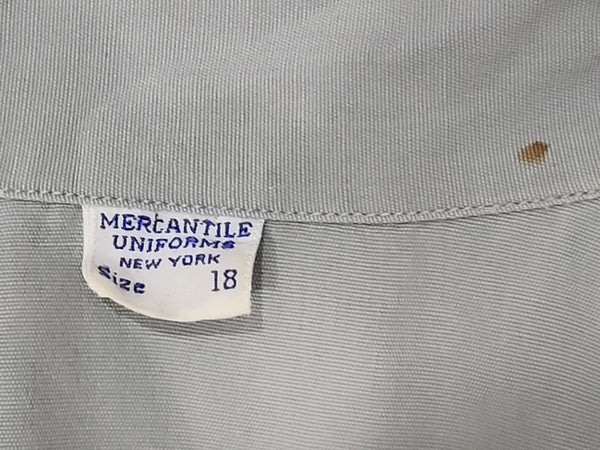 MERCANTILE
UNIFORMS
NEW YORK
Size 18